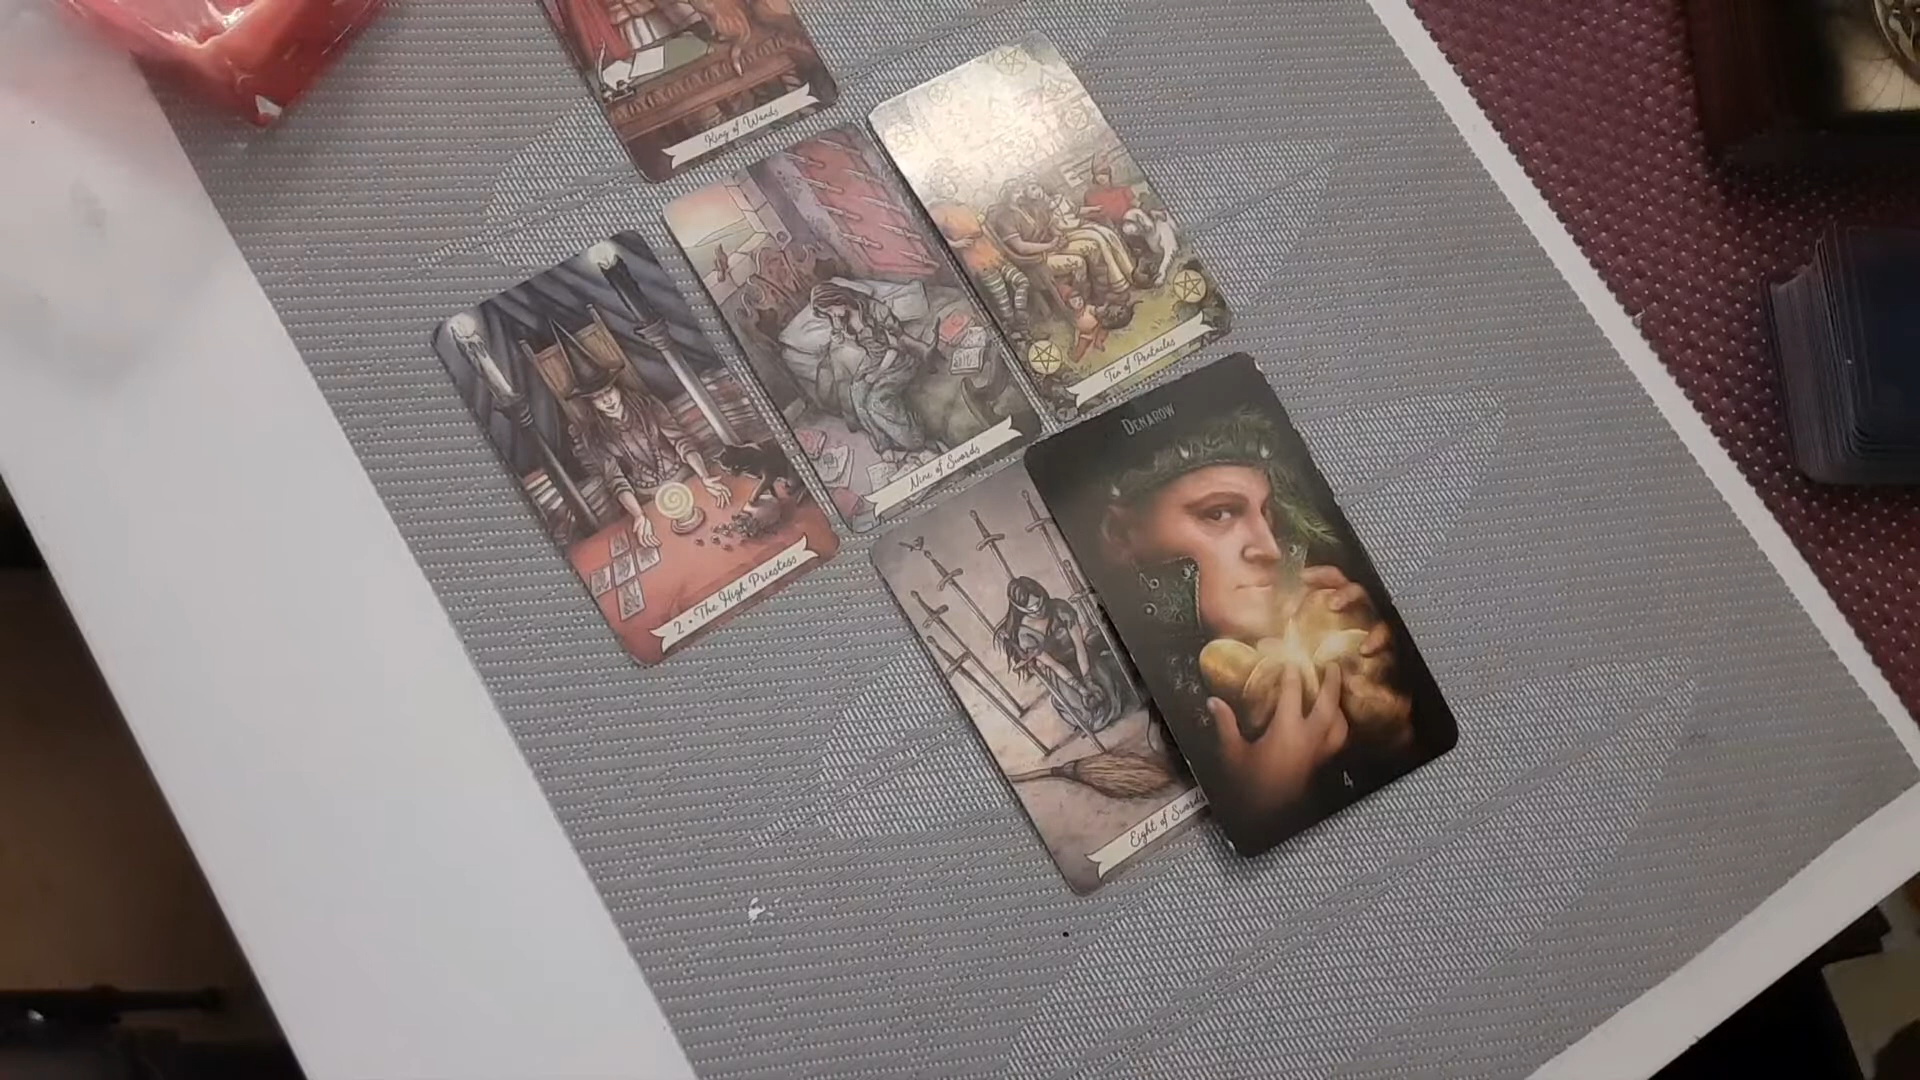 King of Wands
Ten of Pentacles
Nine of Swords
2 • The High Priestess
DENAROW
4
Eight of Swords